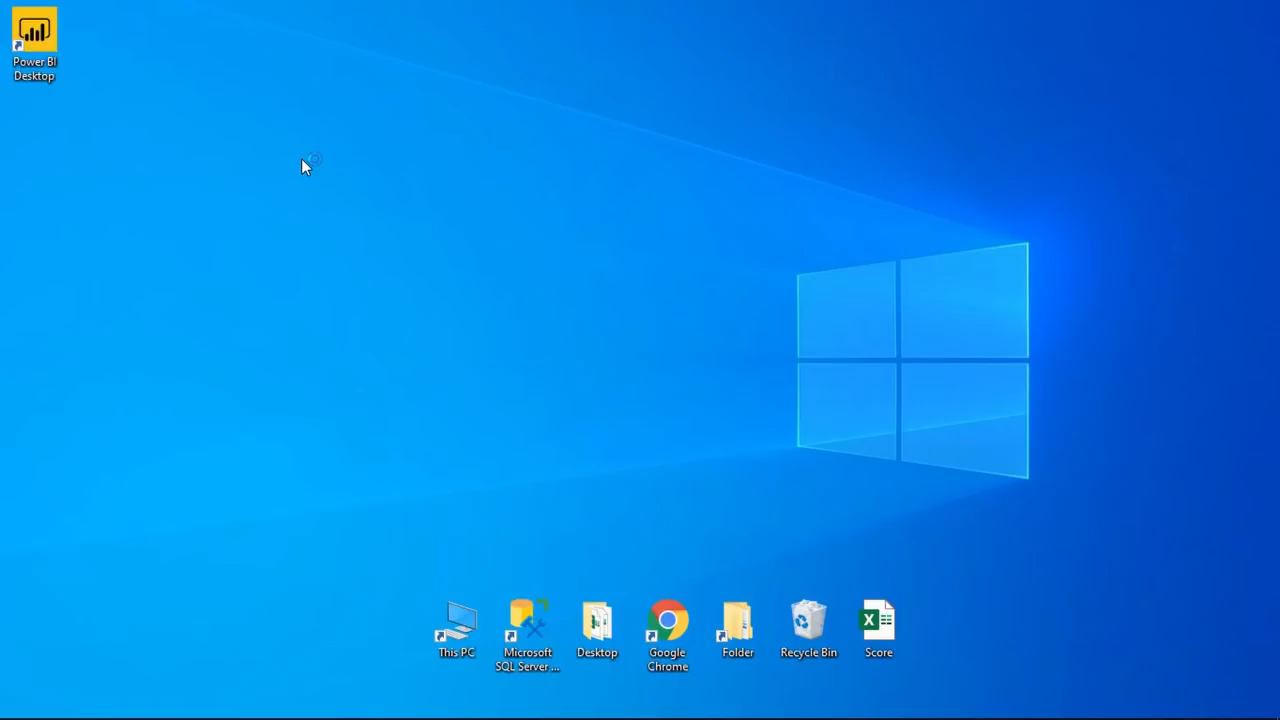 Power BI
Desktop
This PC
Microsoft
SQL Server ...
Desktop
Google
Chrome
Folder
Recycle Bin
Score